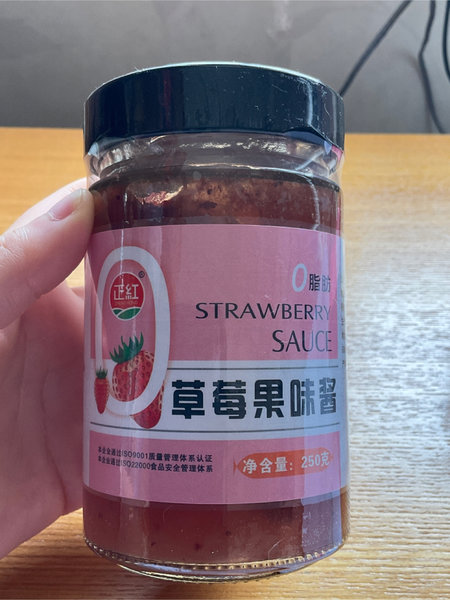 0脂肪
STRAWBERRY
SAUCE
0
正紅
®
草莓果味酱
本企业通过ISO9001质量管理体系认证
本企业通过ISO22000食品安全管理体系
净含量：250克